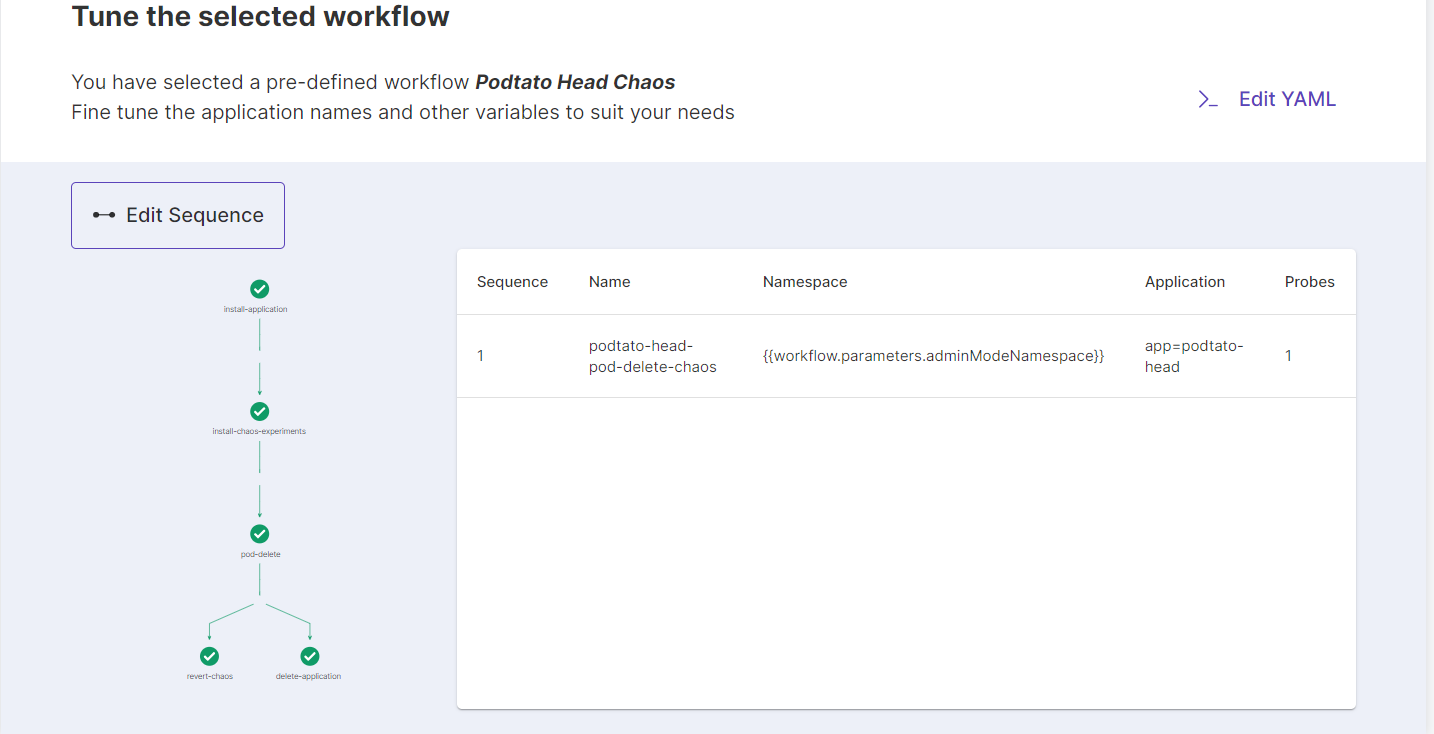 Tune the selected workflow
You have selected a pre-defined workflow Podtato Head Chaos
Fine tune the application names and other variables to suit your needs
>_ Edit YAML
Edit Sequence
install-application
install-chaos-experiments
pod-delete
revert-chaos
delete-application
Sequence Name Namespace Application Probes
1 podtato-head- {{workflow.parameters.adminModeNamespace}} app=podtato- 1
pod-delete-chaos head